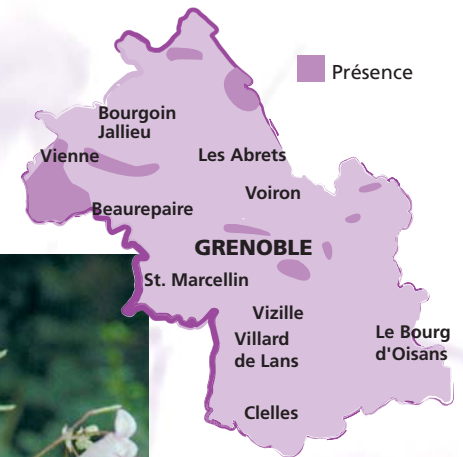 Présence
Bourgoin
Jallieu
Vienne
Les Abrets
Voiron
Beaurepaire
GRENOBLE
St. Marcellin
Vizille
Villard
de Lans
Le Bourg
d'Oisans
Clelles